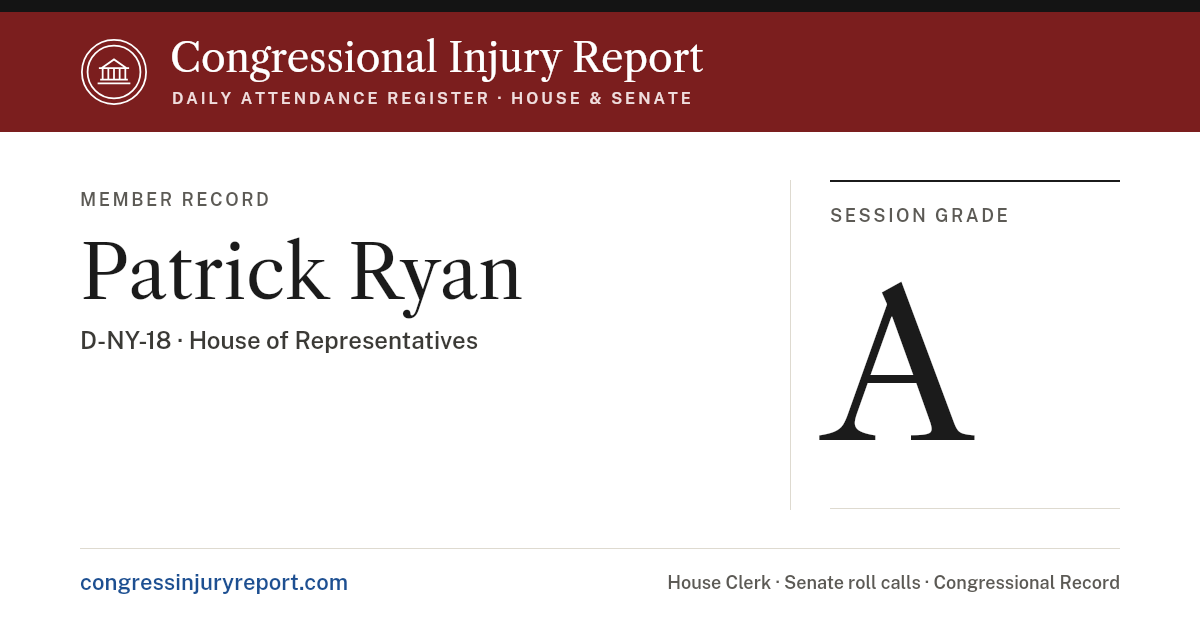 Congressional Injury Report
DAILY ATTENDANCE REGISTER · HOUSE & SENATE
MEMBER RECORD
Patrick Ryan
D-NY-18 · House of Representatives
SESSION GRADE
A
congressinjuryreport.com
House Clerk · Senate roll calls · Congressional Record